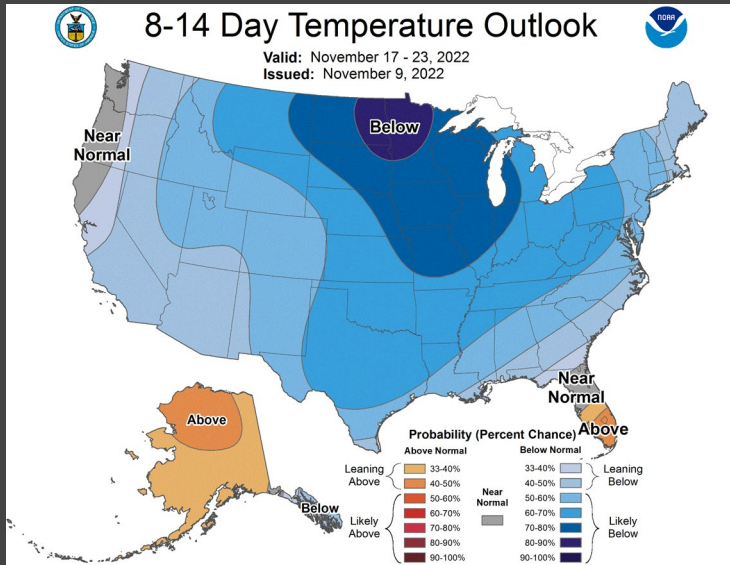 8-14 Day Temperature Outlook
Valid: November 17 - 23, 2022
Issued: November 9, 2022
NOAA
Near
Normal
Below
Near
Normal
Above
Above
Below
Probability (Percent Chance)
Above Normal
Below Normal
Leaning
Above
33-40%
40-50%
Likely
Above
50-60%
60-70%
70-80%
80-90%
90-100%
Near
Normal
33-40%
40-50%
Leaning
Below
50-60%
60-70%
70-80%
80-90%
90-100%
Likely
Below